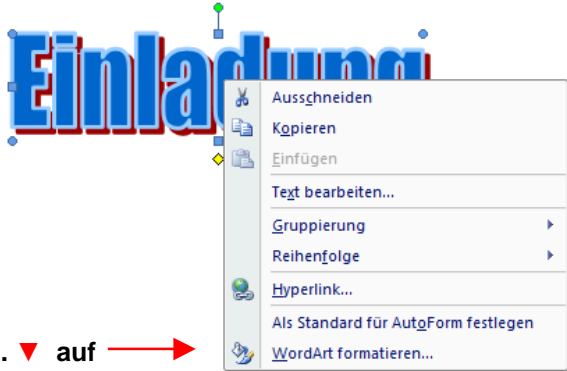 Einladung
Ausschneiden
Kopieren
Einfügen
Text bearbeiten...
Gruppierung
Reihenfolge
Hyperlink...
Als Standard für AutoForm festlegen
. ▼ auf
WordArt formatieren...